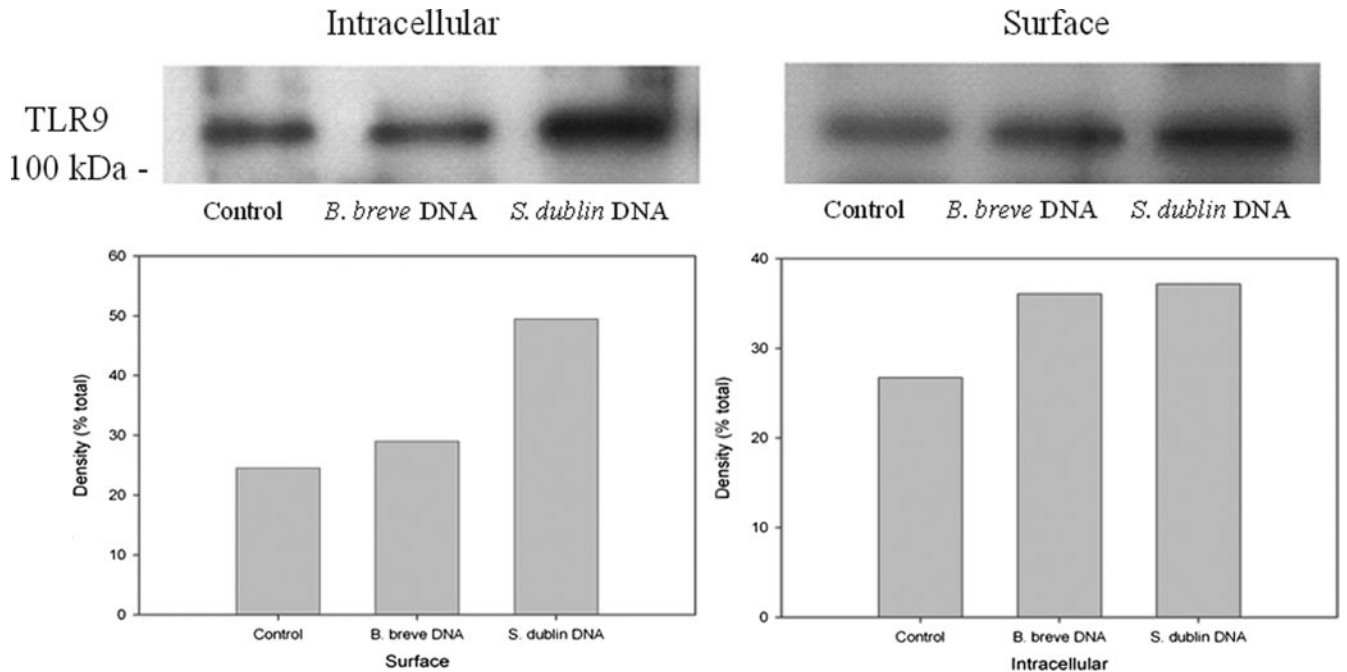 Intracellular
Surface
TLR9
100 kDa -
Control B. breve DNA S. dublin DNA
Control B. breve DNA S. dublin DNA
60
50
40
30
20
10
0
Density (% total)
Control B. breve DNA S. dublin DNA
Surface
40
30
20
10
0
Density (% total)
Control B. breve DNA S. dublin DNA
Intracellular